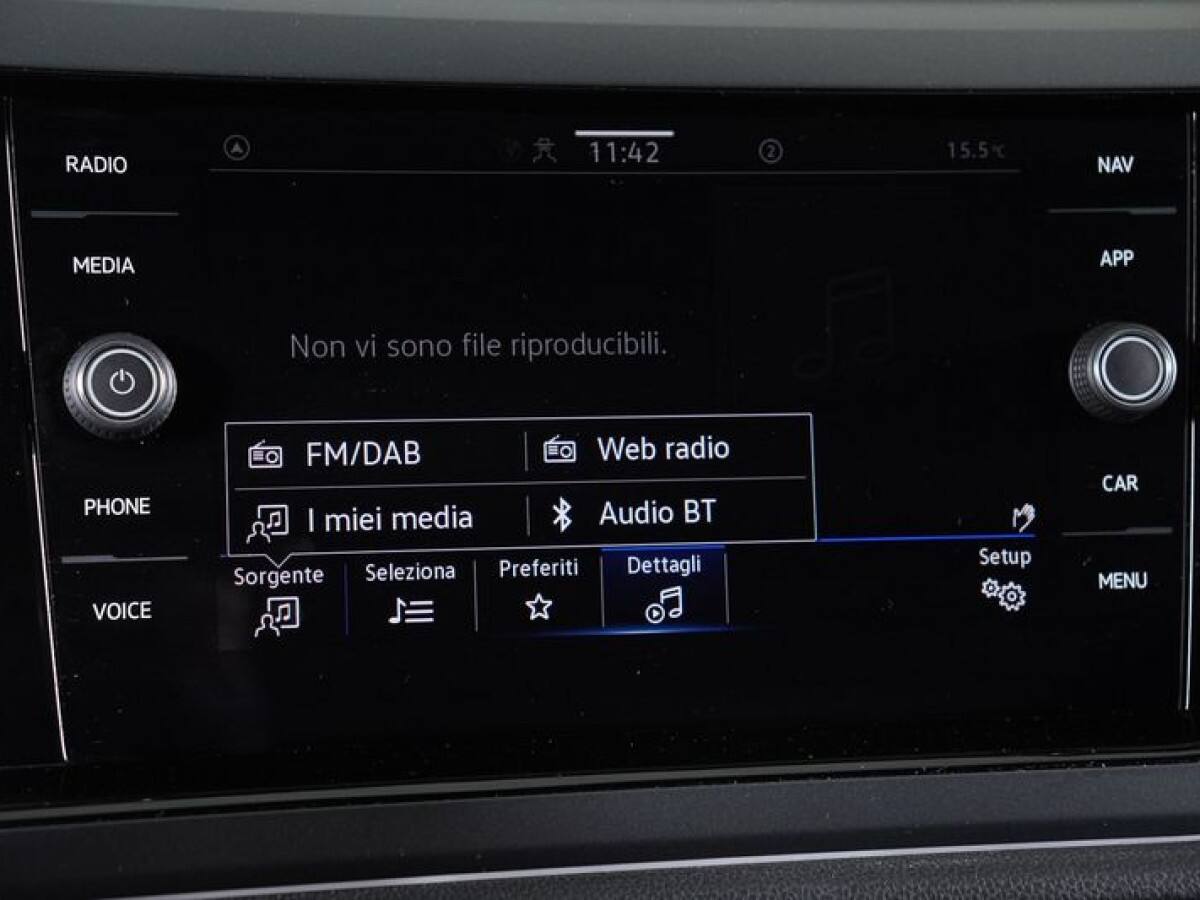 RADIO
MEDIA
PHONE
VOICE
11:42
2
15.5°C
Non vi sono file riproducibili.
FM/DAB
Web radio
I miei media
Audio BT
Sorgente
Seleziona
Preferiti
Dettagli
Setup
NAV
APP
CAR
MENU